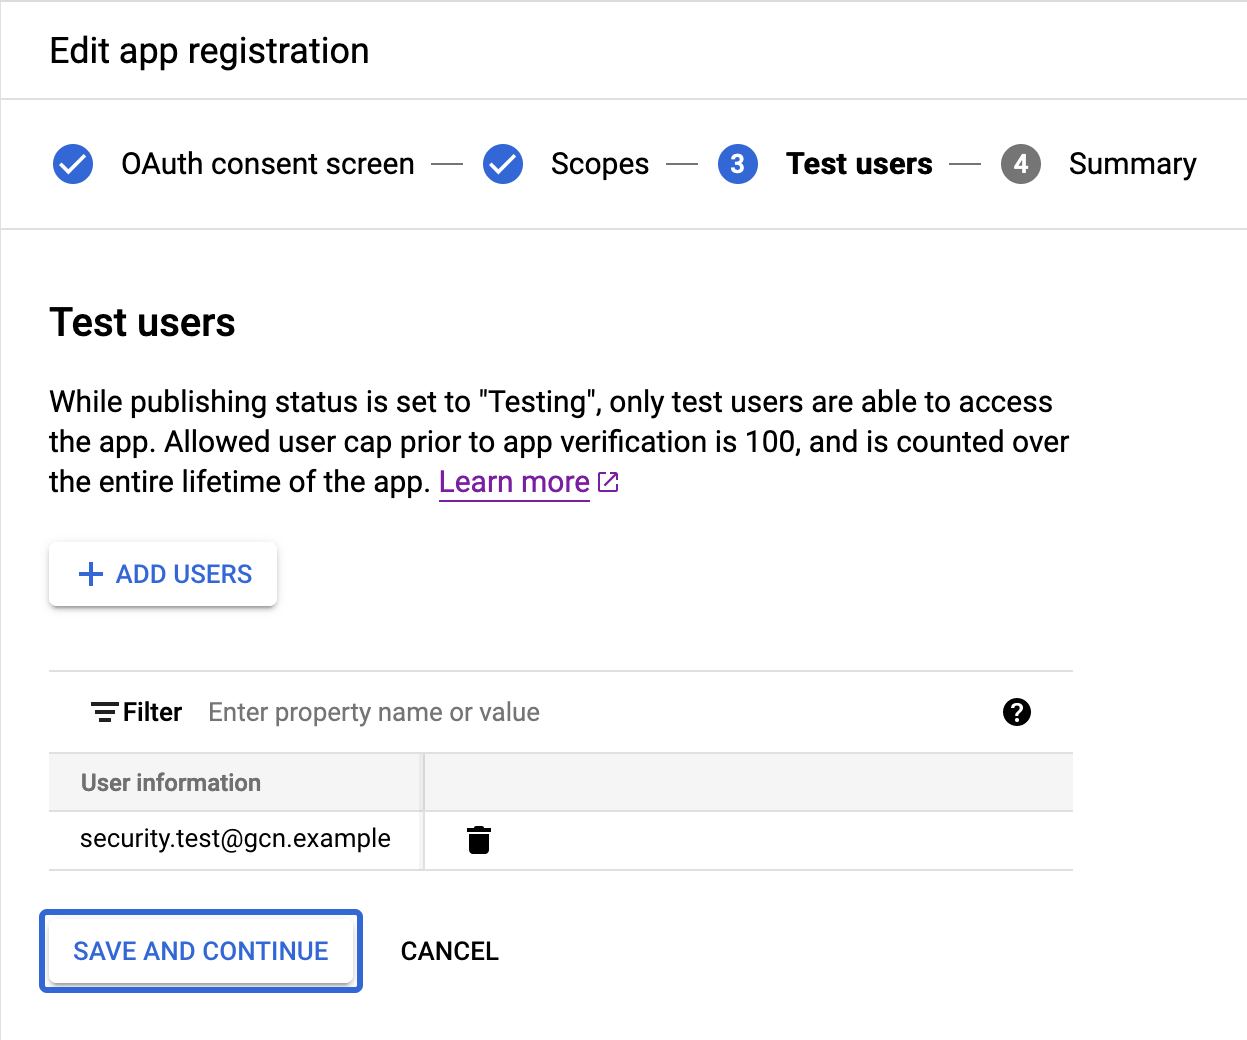 Edit app registration
OAuth consent screen — Scopes — 3 Test users — 4 Summary
Test users
While publishing status is set to "Testing", only test users are able to access
the app. Allowed user cap prior to app verification is 100, and is counted over
the entire lifetime of the app. Learn more
+ ADD USERS
Filter Enter property name or value ?
User information
security.test@gcn.example
SAVE AND CONTINUE CANCEL